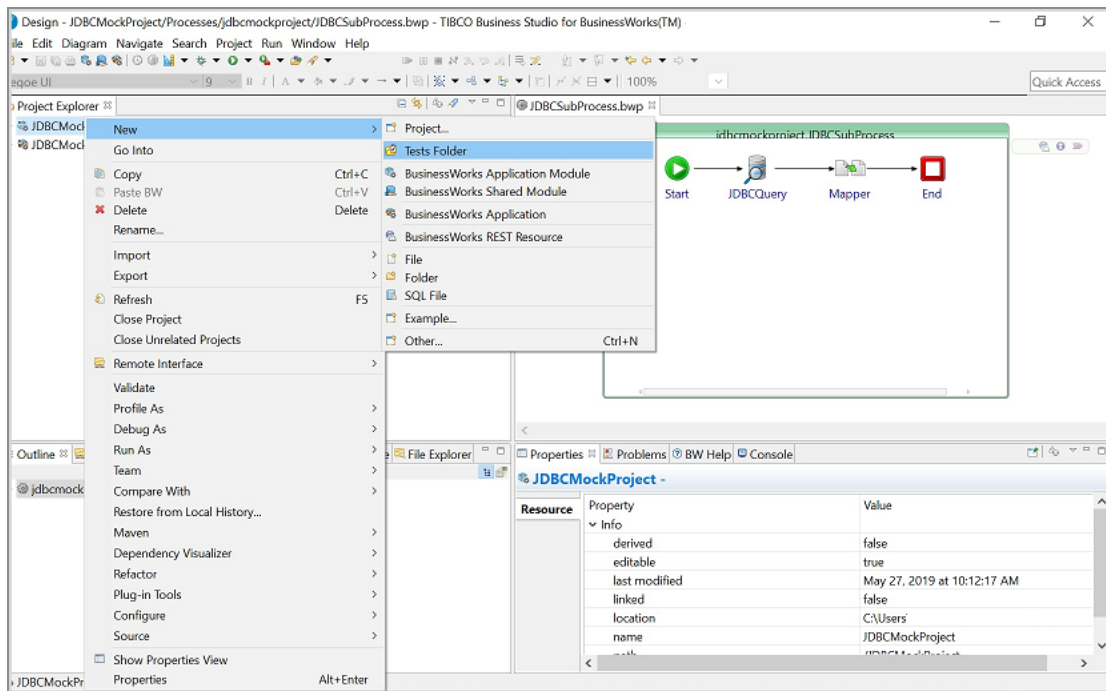 Design - JDBCMockProject/Processes/jdbcmockproject/JDBCSubProcess.bwp - TIBCO Business Studio for BusinessWorks(TM)
ile Edit Diagram Navigate Search Project Run Window Help
egoe UI 9 B I A 100% Quick Access
Project Explorer
JDBCMock
JDBCMock
New
Go Into
Copy Ctrl+C
Paste BW Ctrl+V
Delete Delete
Rename...
Import
Export
Refresh F5
Close Project
Close Unrelated Projects
Remote Interface
Validate
Profile As
Debug As
Run As
Team
Compare With
Restore from Local History...
Maven
Dependency Visualizer
Refactor
Plug-in Tools
Configure
Source
Show Properties View
Properties Alt+Enter
Project...
Tests Folder
BusinessWorks Application Module
BusinessWorks Shared Module
BusinessWorks Application
BusinessWorks REST Resource
File
Folder
SQL File
Example...
Other... Ctrl+N
JDBCSubProcess.bwp
jdbcmockproject.JDBCSubProcess
Start JDBCQuery Mapper End
Outline
File Explorer
jdbcmock
Properties Problems BW Help Console
JDBCMockProject -
Resource
Property Value
Info
derived false
editable true
last modified May 27, 2019 at 10:12:17 AM
linked false
location C:\Users
name JDBCMockProject
JDBCMockPr